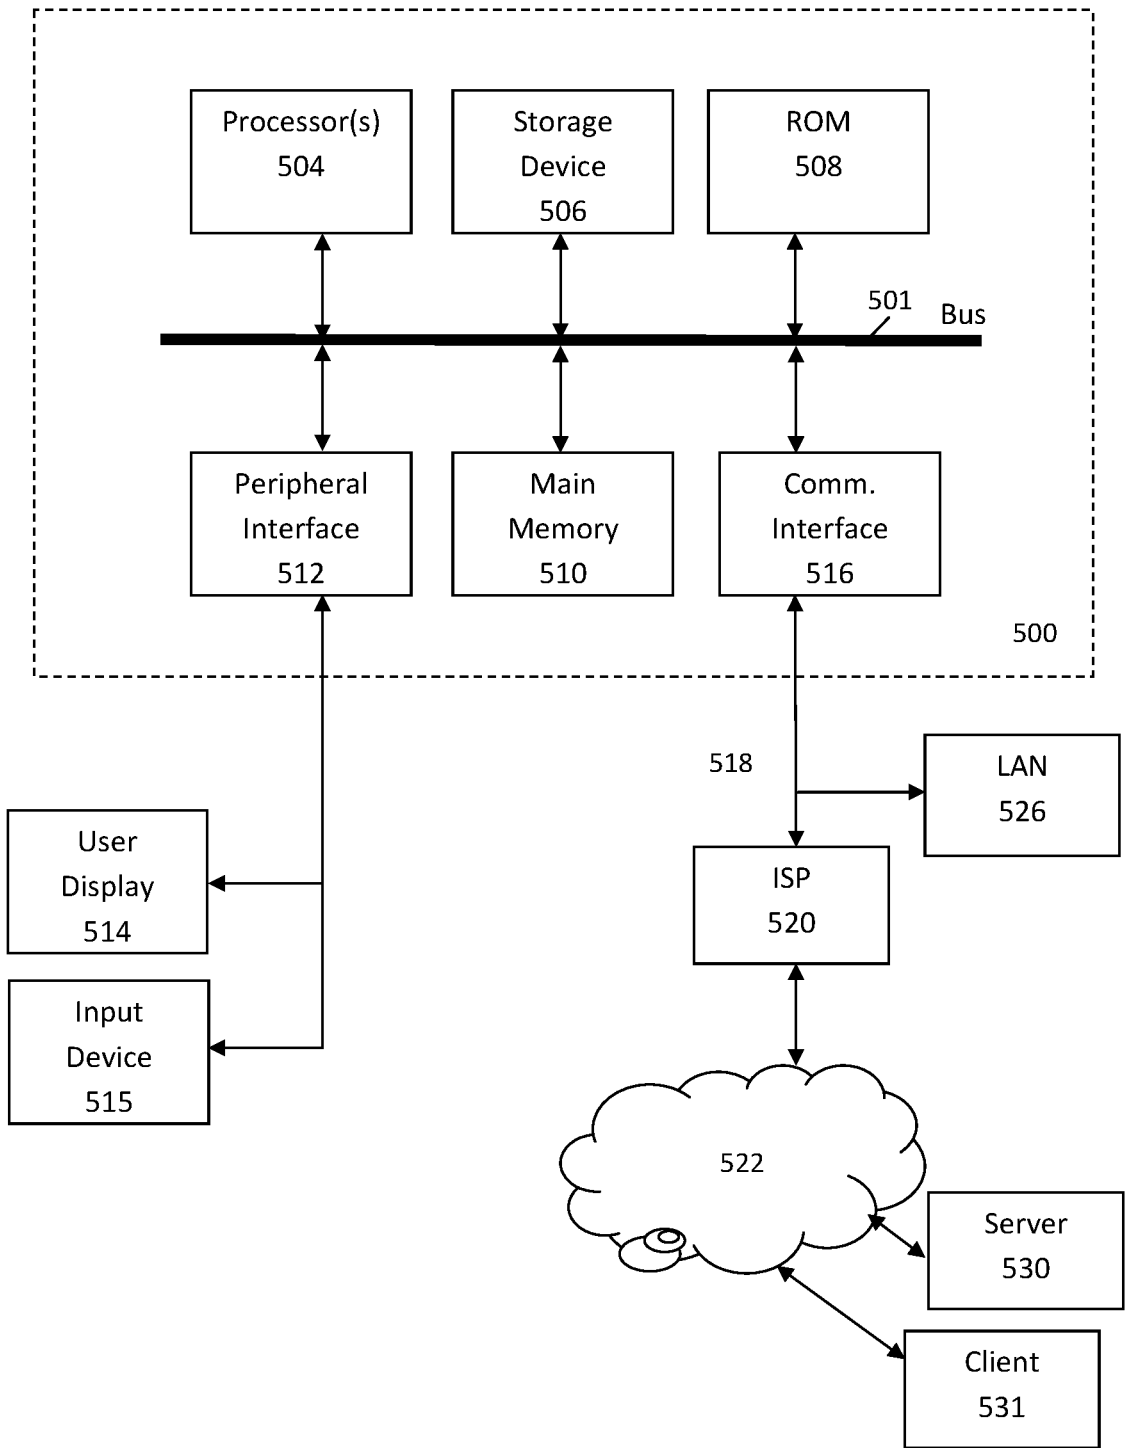 Processor(s)
504
Storage
Device
506
ROM
508
501
Bus
Peripheral
Interface
512
Main
Memory
510
Comm.
Interface
516
500
518
LAN
526
User
Display
514
ISP
520
Input
Device
515
522
Server
530
Client
531